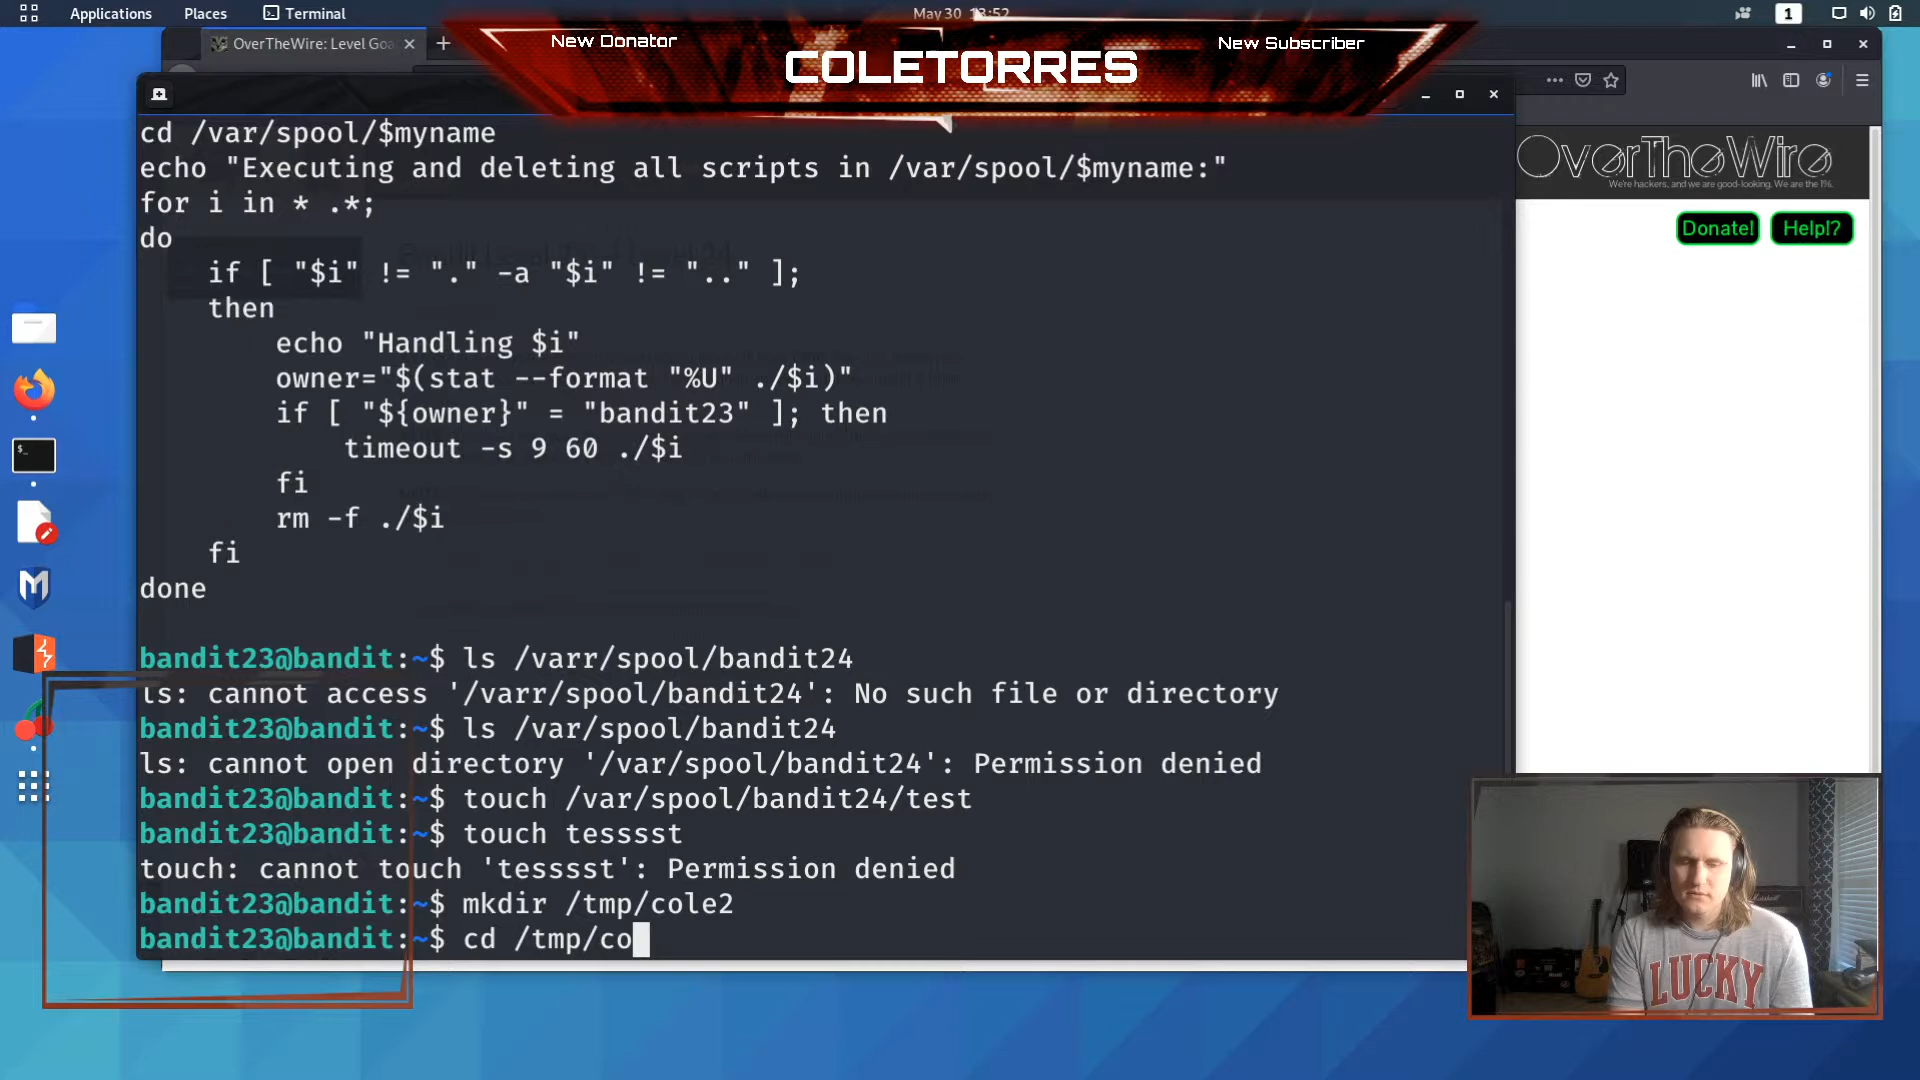 Applications Places Terminal
May 30 13:52
1
OverTheWire: Level Goa
New Donator
COLETORRES
New Subscriber
cd /var/spool/$myname
echo "Executing and deleting all scripts in /var/spool/$myname:"
for i in * .*;
do
if [ "$i" != "." -a "$i" != ".." ];
then
echo "Handling $i"
owner="$(stat --format "%U" ./$i)"
if [ "${owner}" = "bandit23" ]; then
timeout -s 9 60 ./$i
fi
rm -f ./$i
fi
done
bandit23@bandit:~$ ls /varr/spool/bandit24
ls: cannot access '/varr/spool/bandit24': No such file or directory
bandit23@bandit:~$ ls /var/spool/bandit24
ls: cannot open directory '/var/spool/bandit24': Permission denied
bandit23@bandit:~$ touch /var/spool/bandit24/test
bandit23@bandit:~$ touch tesssst
touch: cannot touch 'tesssst': Permission denied
bandit23@bandit:~$ mkdir /tmp/cole2
bandit23@bandit:~$ cd /tmp/co
OverTheWire
We're hackers, and we are good-looking. We are the 1%.
Donate! Help!?
LUCKY